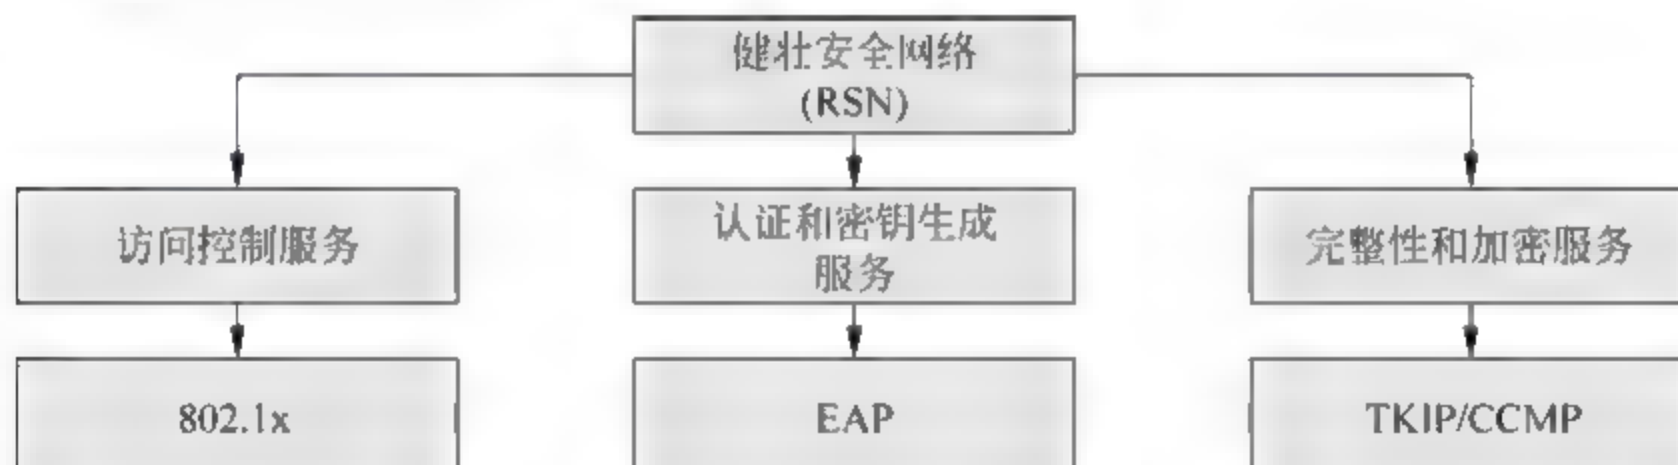 健壮安全网络
(RSN)
访问控制服务
认证和密钥生成
服务
完整性和加密服务
802.1x
EAP
TKIP/CCMP